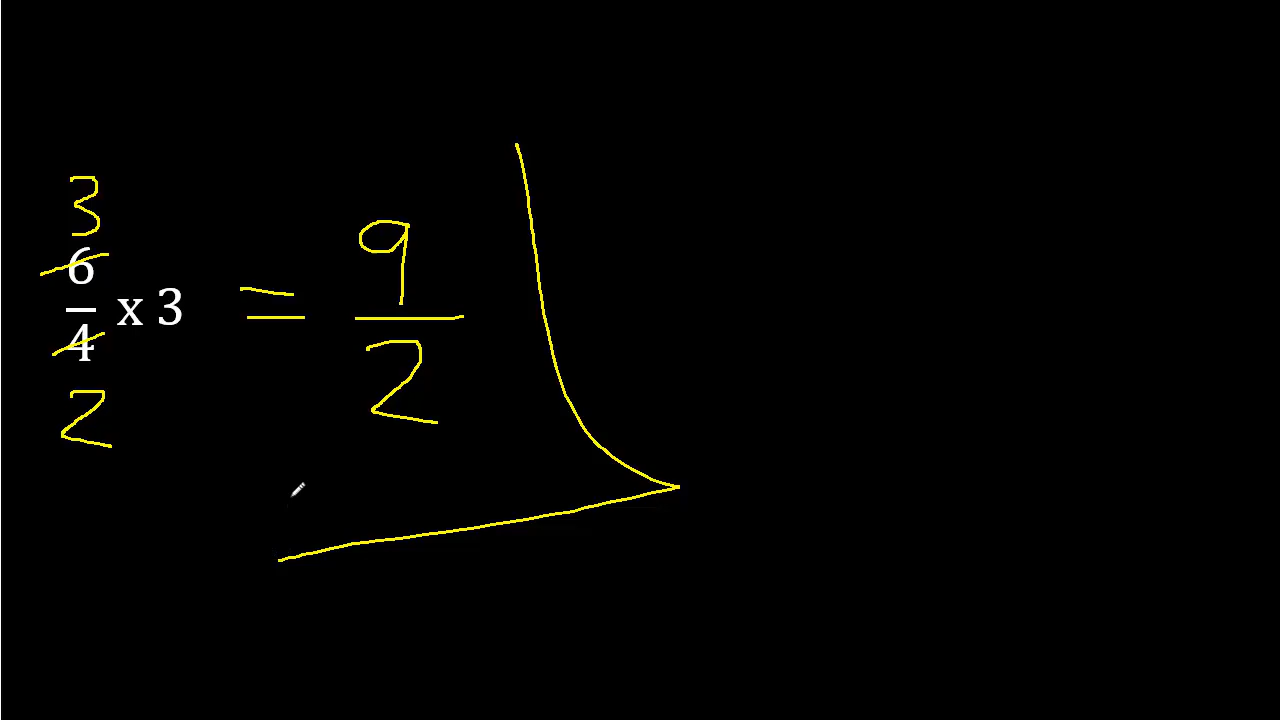 3
6/4 x 3 = 9/2
2